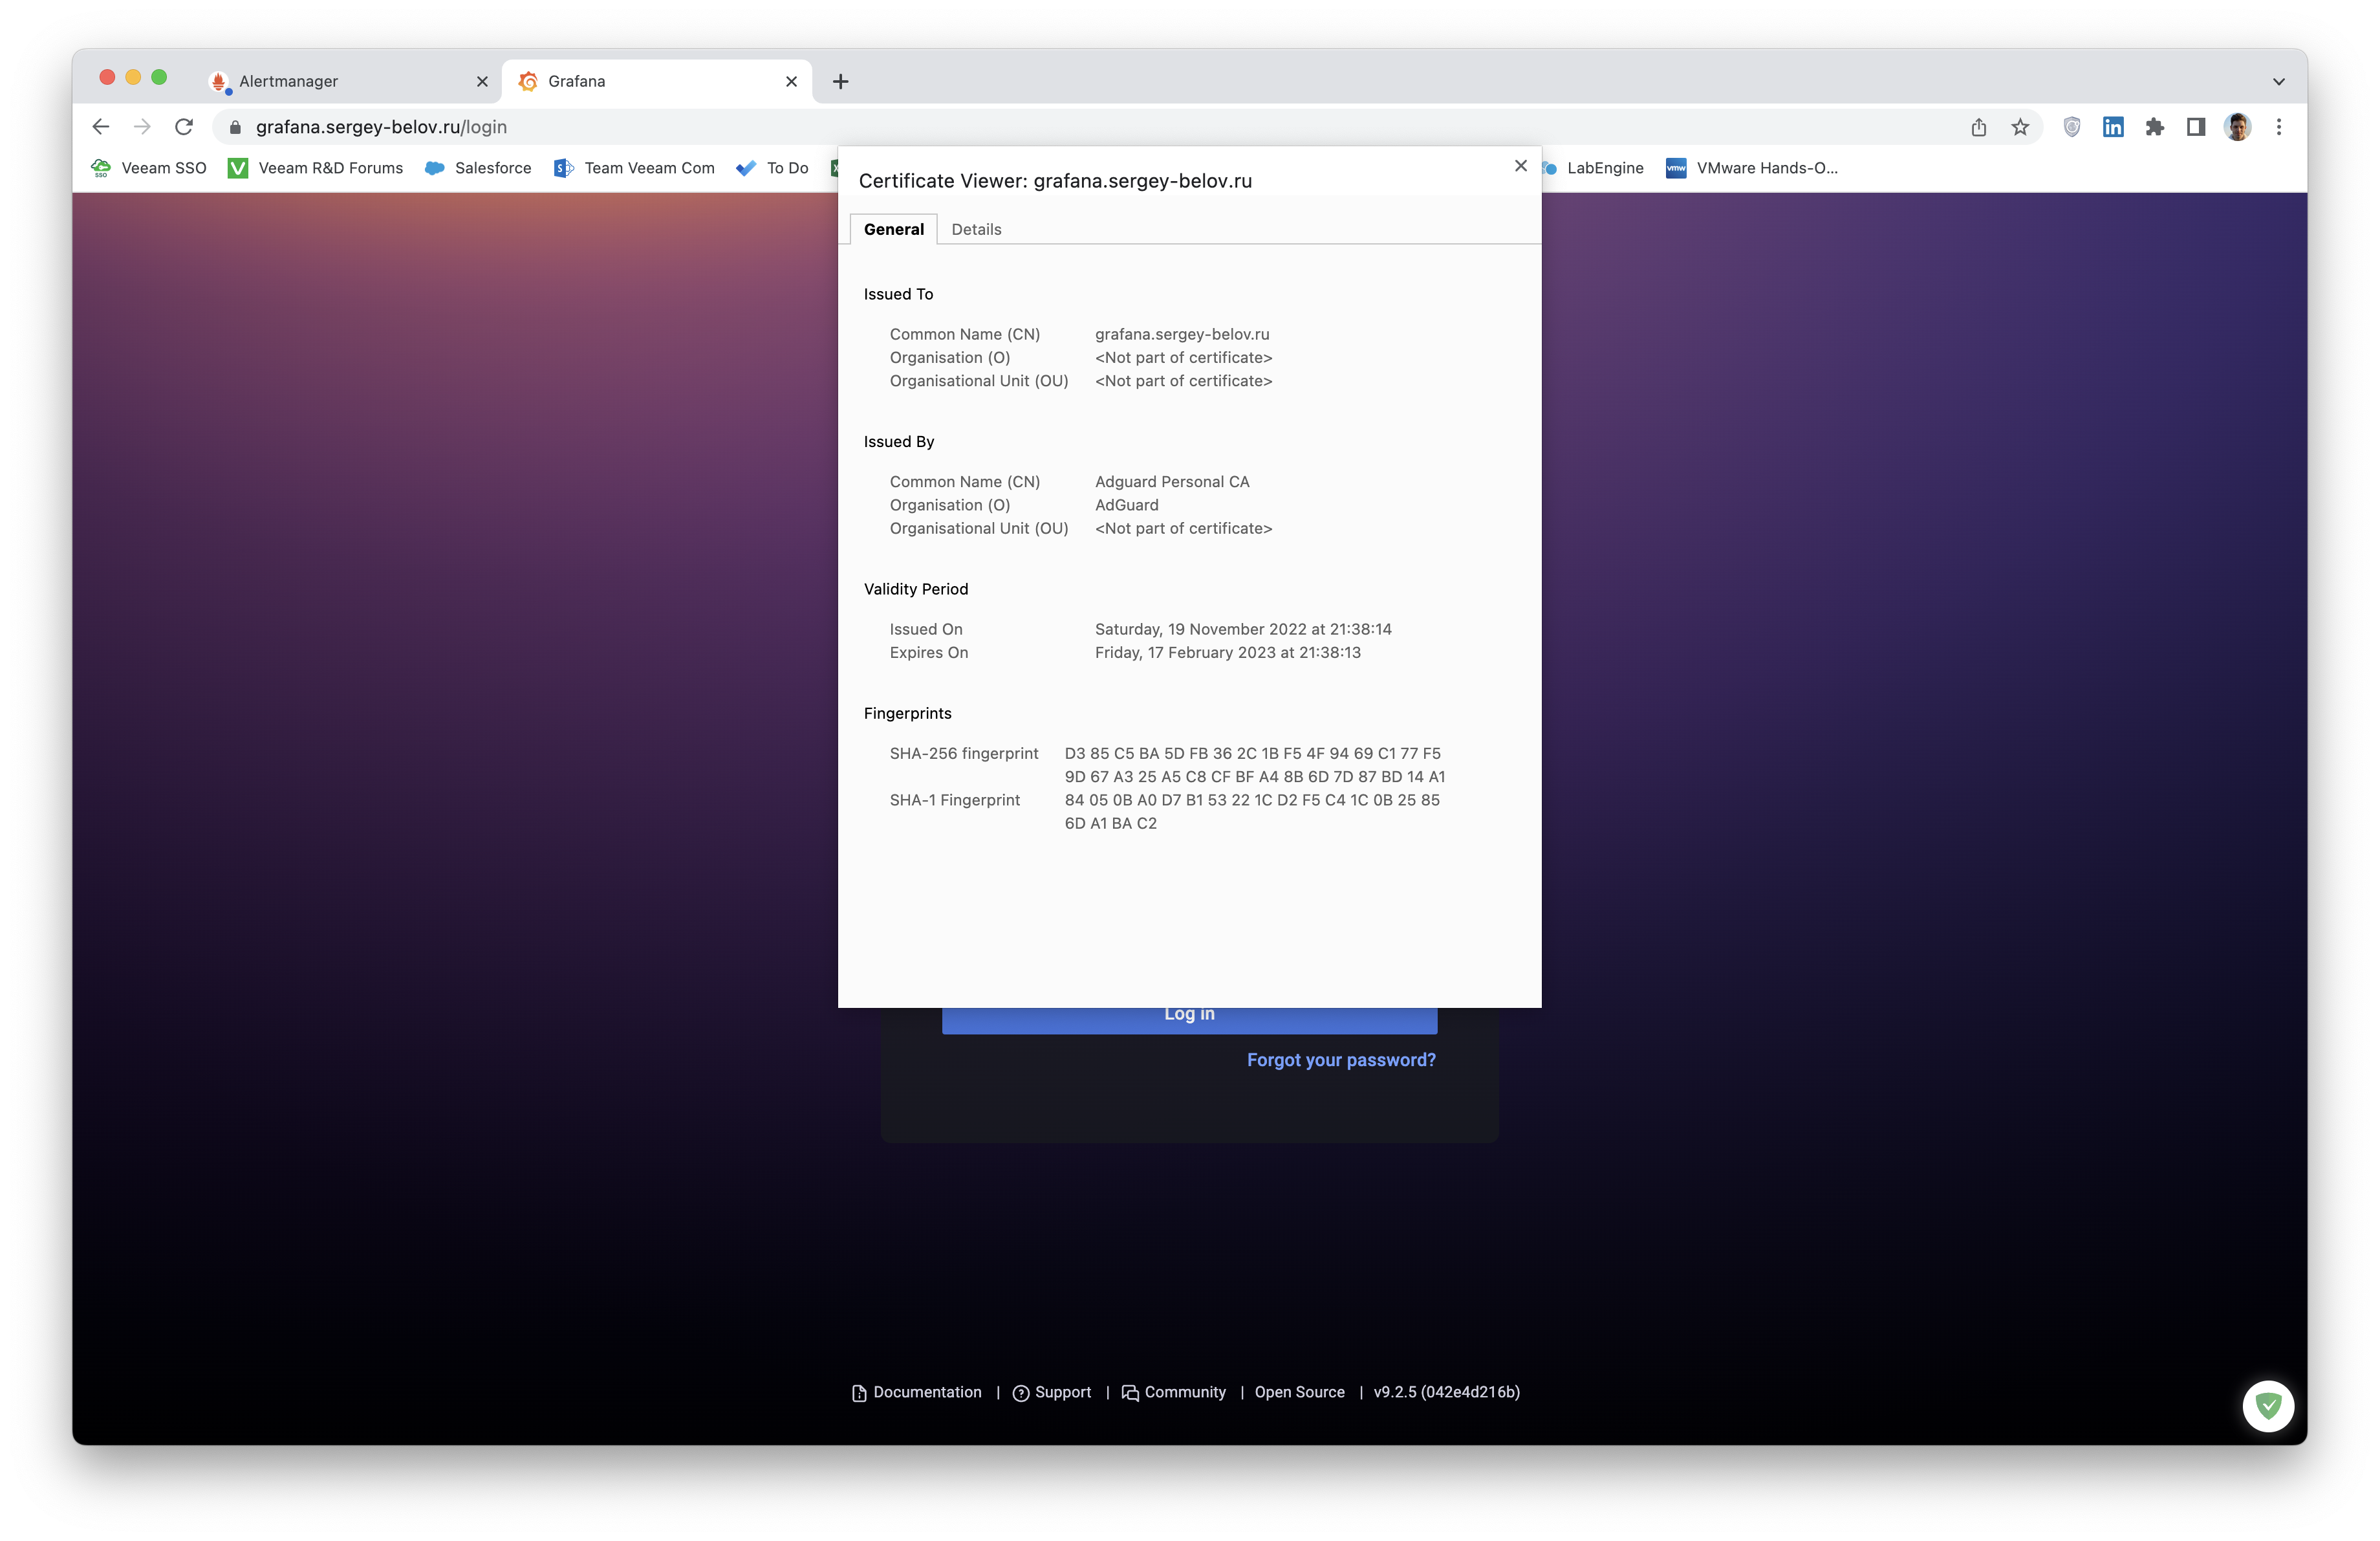 Alertmanager
Grafana
grafana.sergey-belov.ru/login
SSO Veeam SSO
V Veeam R&D Forums
Salesforce
S Team Veeam Com
To Do
LabEngine
vmw VMware Hands-O...
Certificate Viewer: grafana.sergey-belov.ru
General Details
Issued To
Common Name (CN) grafana.sergey-belov.ru
Organisation (O) <Not part of certificate>
Organisational Unit (OU) <Not part of certificate>
Issued By
Common Name (CN) Adguard Personal CA
Organisation (O) AdGuard
Organisational Unit (OU) <Not part of certificate>
Validity Period
Issued On Saturday, 19 November 2022 at 21:38:14
Expires On Friday, 17 February 2023 at 21:38:13
Fingerprints
SHA-256 fingerprint D3 85 C5 BA 5D FB 36 2C 1B F5 4F 94 69 C1 77 F5
9D 67 A3 25 A5 C8 CF BF A4 8B 6D 7D 87 BD 14 A1
SHA-1 Fingerprint 84 05 0B A0 D7 B1 53 22 1C D2 F5 C4 1C 0B 25 85
6D A1 BA C2
Log in
Forgot your password?
Documentation | Support | Community | Open Source | v9.2.5 (042e4d216b)